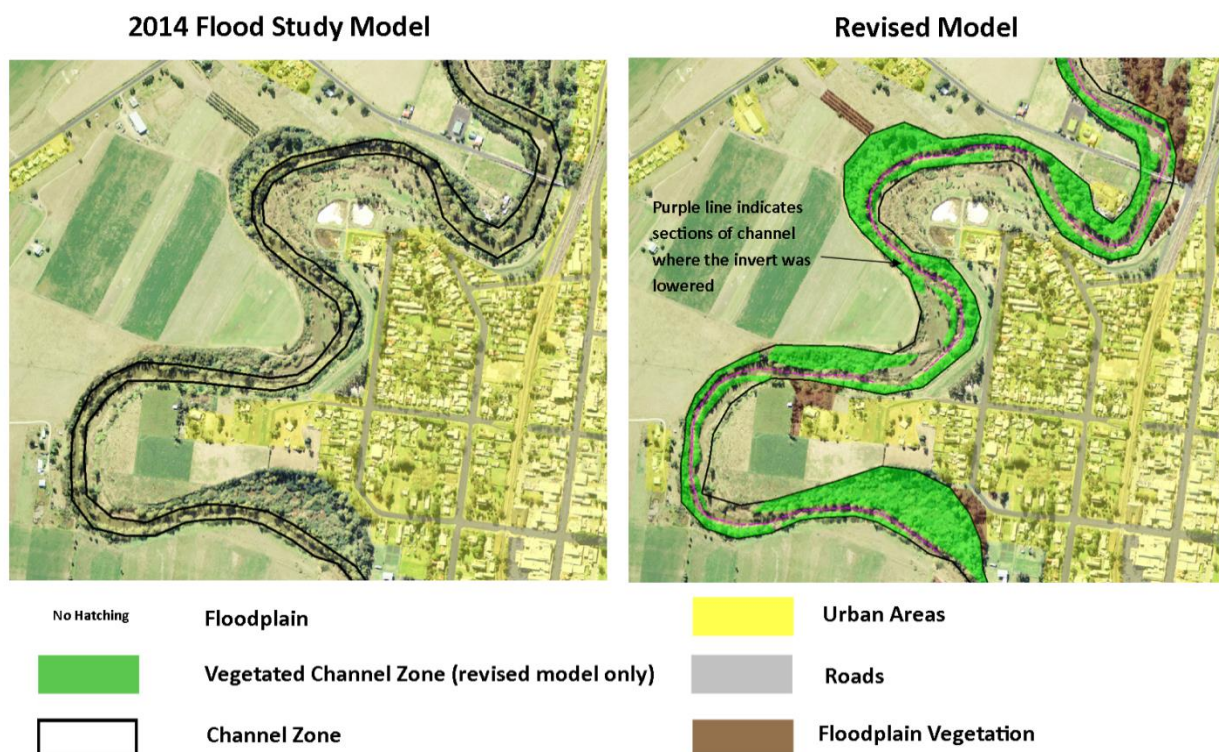 2014 Flood Study Model
Revised Model
Purple line indicates
sections of channel
where the invert was
lowered
No Hatching
Floodplain
Urban Areas
Vegetated Channel Zone (revised model only)
Roads
Channel Zone
Floodplain Vegetation